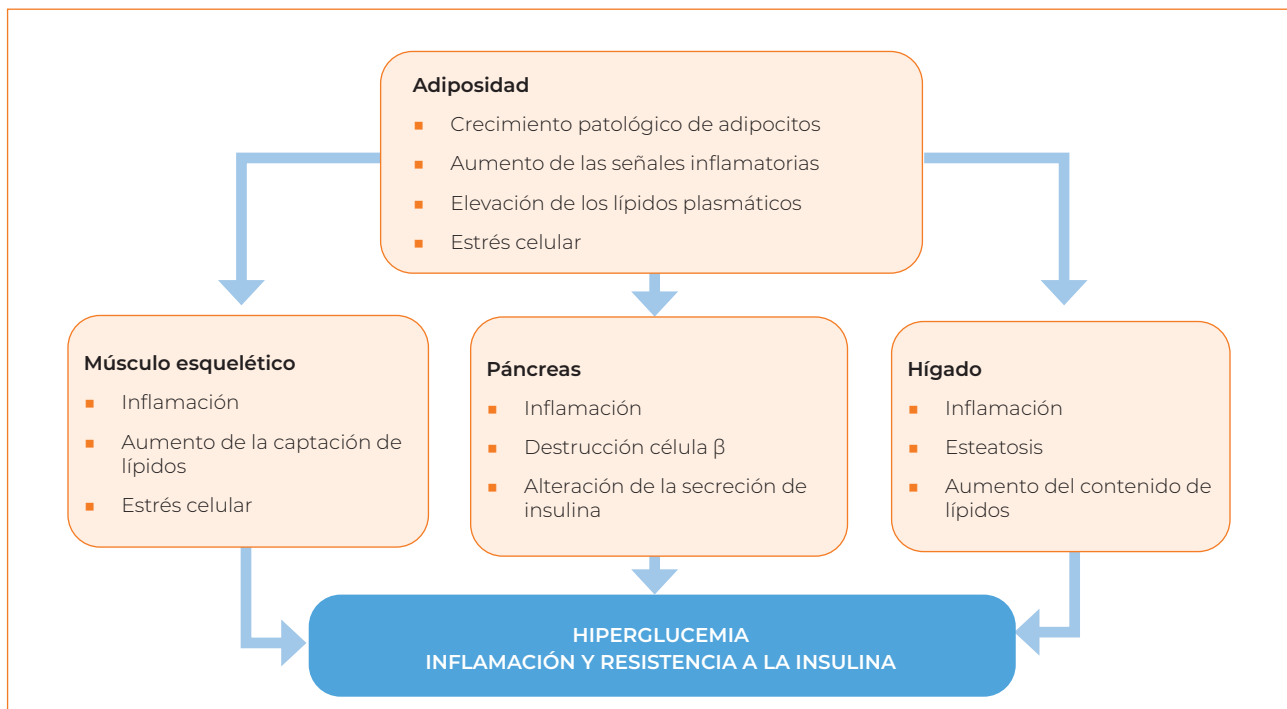 Adiposidad
Crecimiento patológico de adipocitos
Aumento de las señales inflamatorias
Elevación de los lípidos plasmáticos
Estrés celular
Músculo esquelético
Inflamación
Aumento de la captación de
lípidos
Estrés celular
Páncreas
Inflamación
Destrucción célula β
Alteración de la secreción de
insulina
Hígado
Inflamación
Esteatosis
Aumento del contenido de
lípidos
HIPERGLUCEMIA
INFLAMACIÓN Y RESISTENCIA A LA INSULINA